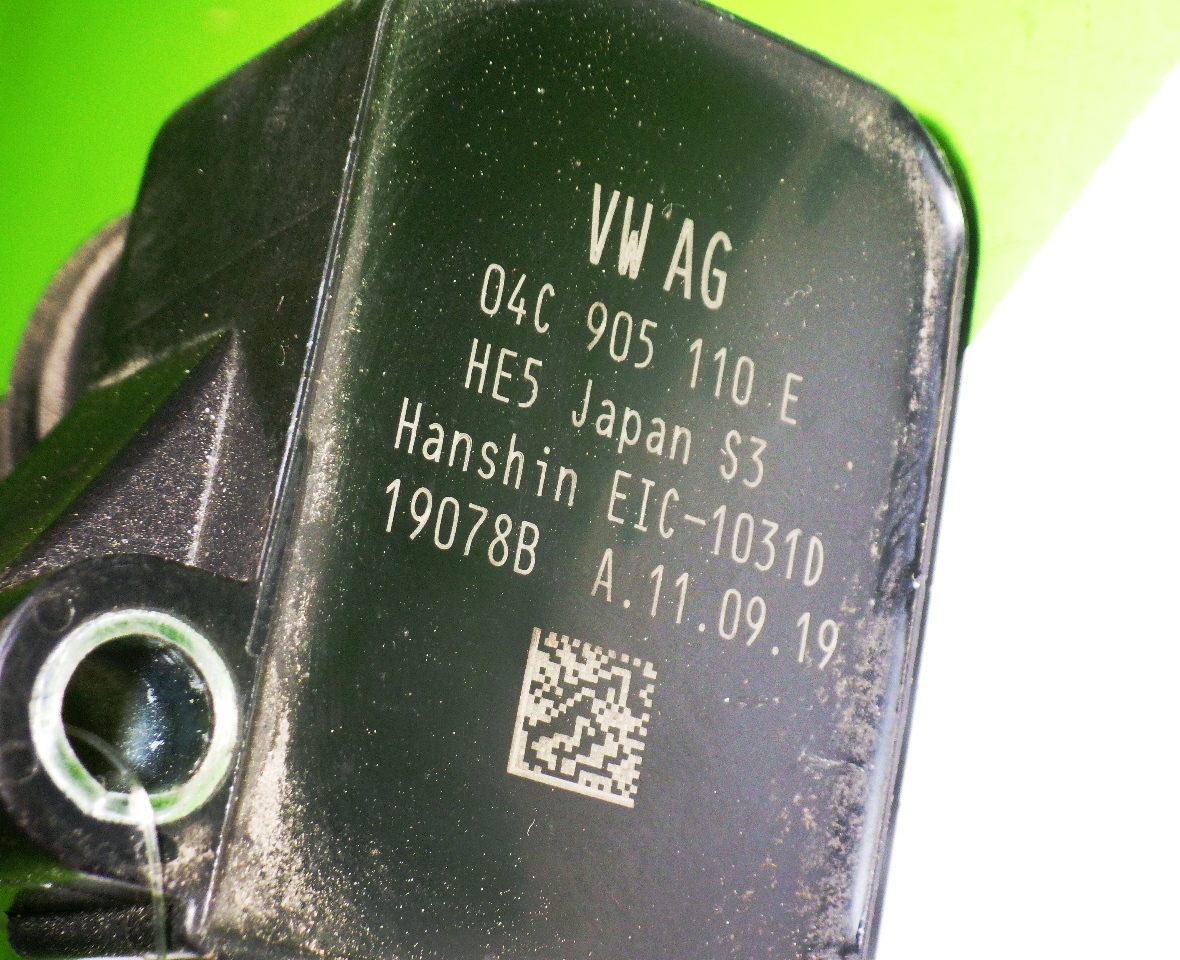 VW AG
04C 905 110 E
HE5 Japan S3
Hanshin EIC-1031D
19078B A.11.09.19